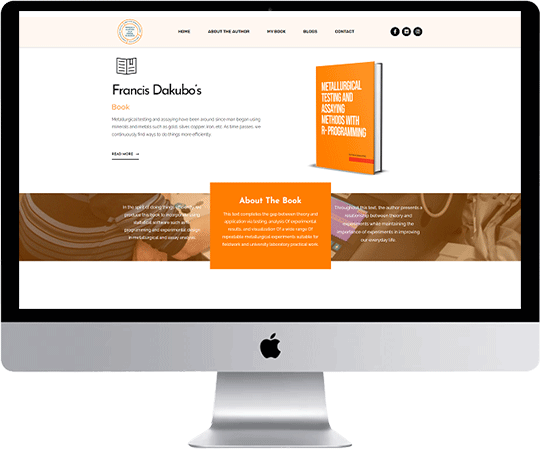 HOME
ABOUT THE AUTHOR
MY BOOK
BLOGS
CONTACT
Francis Dakubo's
Book
Metallurgical testing and assaying have been around since man began using
minerals and metals such as gold, silver, copper, iron, etc. As time passes, we
continuously find ways to do things more efficiently.
READ MORE →
METALLURGICAL
TESTING AND
ASSAYING
METHODS WITH
R- PROGRAMMING
In the spirit of doing things efficiently, we
produce this book to incorporate using
statistical software such as R-
programming and experimental design
in metallurgical and assay analysis.
About The Book
This text completes the gap between theory and
application via testing, analysis Of experimental
results, and visualization Of a wide range Of
repeatable metallurgical experiments suitable for
fieldwork and university laboratory practical work.
Throughout this text, the author presents a
relationship between theory and
experiments while maintaining the
importance of experiments in improving
our everyday life.